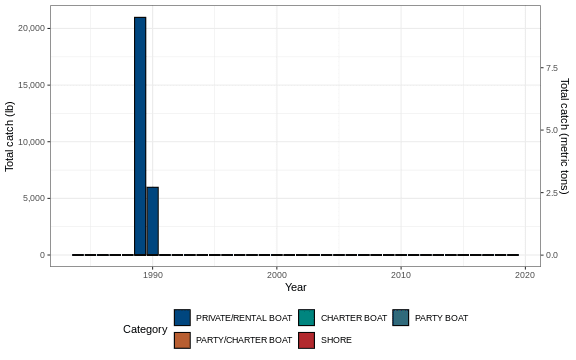 20,000
15,000
10,000
5,000
0
Total catch (lb)
7.5
5.0
2.5
0.0
Total catch (metric tons)
1990 2000 2010 2020
Year
Category
PRIVATE/RENTAL BOAT CHARTER BOAT PARTY BOAT
PARTY/CHARTER BOAT SHORE